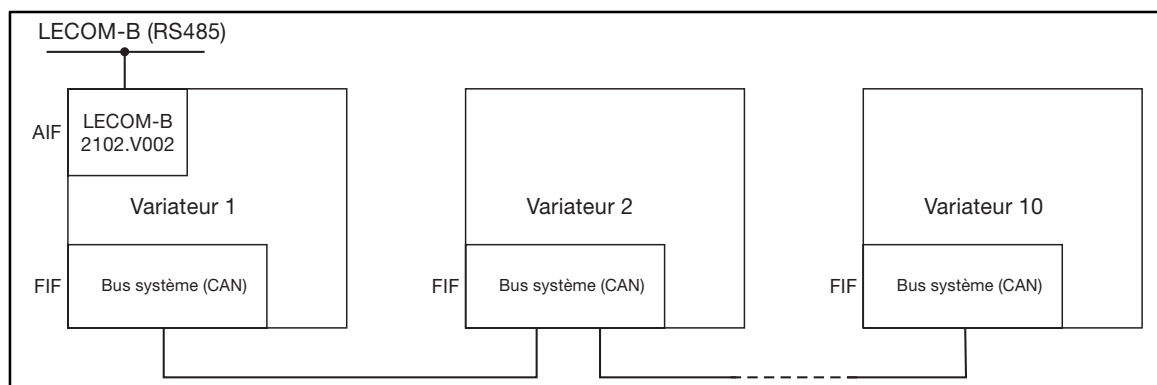 LECOM-B (RS485)
AIF
LECOM-B
2102.V002
Variateur 1
Variateur 2
Variateur 10
FIF
Bus système (CAN)
FIF
Bus système (CAN)
FIF
Bus système (CAN)